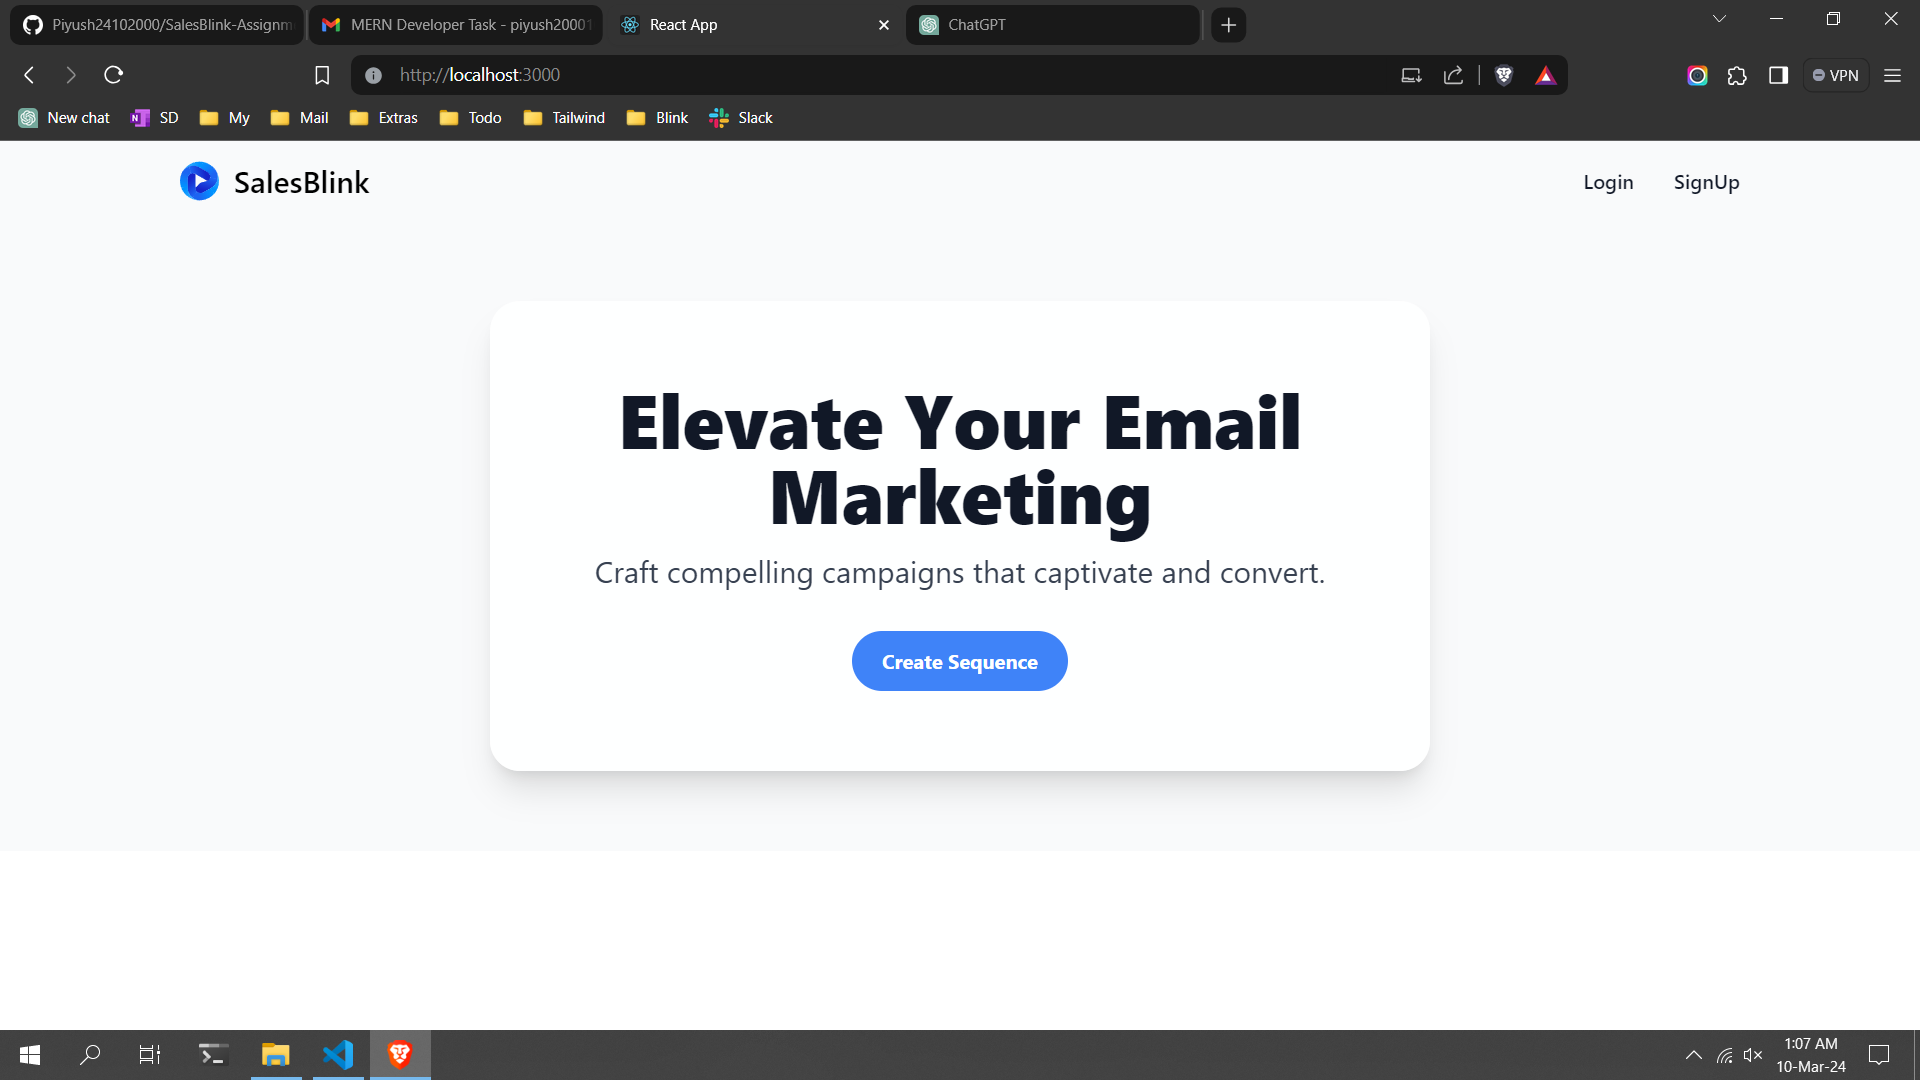 Piyush24102000/SalesBlink-Assignm
MERN Developer Task - piyush20001
React App
ChatGPT
http://localhost:3000
VPN
New chat
SD
My
Mail
Extras
Todo
Tailwind
Blink
Slack
SalesBlink
Login
SignUp
Elevate Your Email
Marketing
Craft compelling campaigns that captivate and convert.
Create Sequence
1:07 AM
10-Mar-24